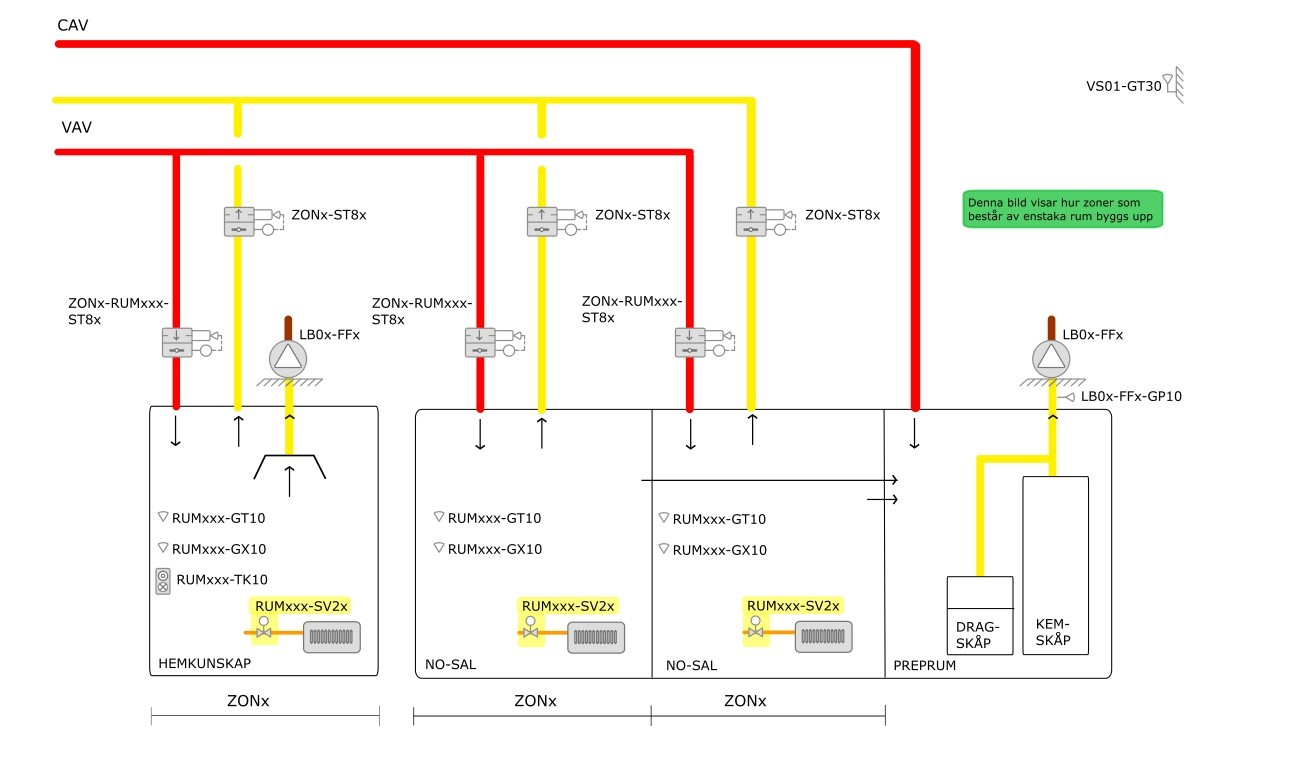 CAV
VS01-GT30
VAV
Denna bild visar hur zoner som
består av enstaka rum byggs upp
ZONx-ST8x
ZONx-ST8x
ZONx-ST8x
ZONx-RUMxxx-
ST8x
ZONx-RUMxxx-
ST8x
ZONx-RUMxxx-
ST8x
LB0x-FFx
LB0x-FFx
LB0x-FFx-GP10
RUMxxx-GT10
RUMxxx-GX10
RUMxxx-TK10
RUMxxx-SV2x
HEMKUNSKAP
RUMxxx-GT10
RUMxxx-GX10
RUMxxx-SV2x
NO-SAL
RUMxxx-GT10
RUMxxx-GX10
RUMxxx-SV2x
NO-SAL
DRAG-
SKÅP
KEM-
SKÅP
PREPRUM
ZONx
ZONx
ZONx